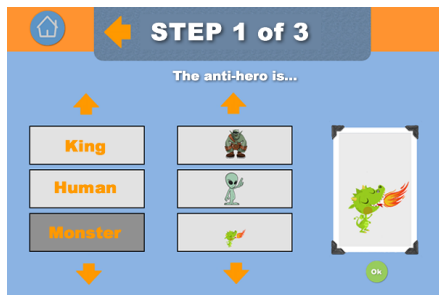 STEP 1 of 3
The anti-hero is...
King
Human
Monster
Ok